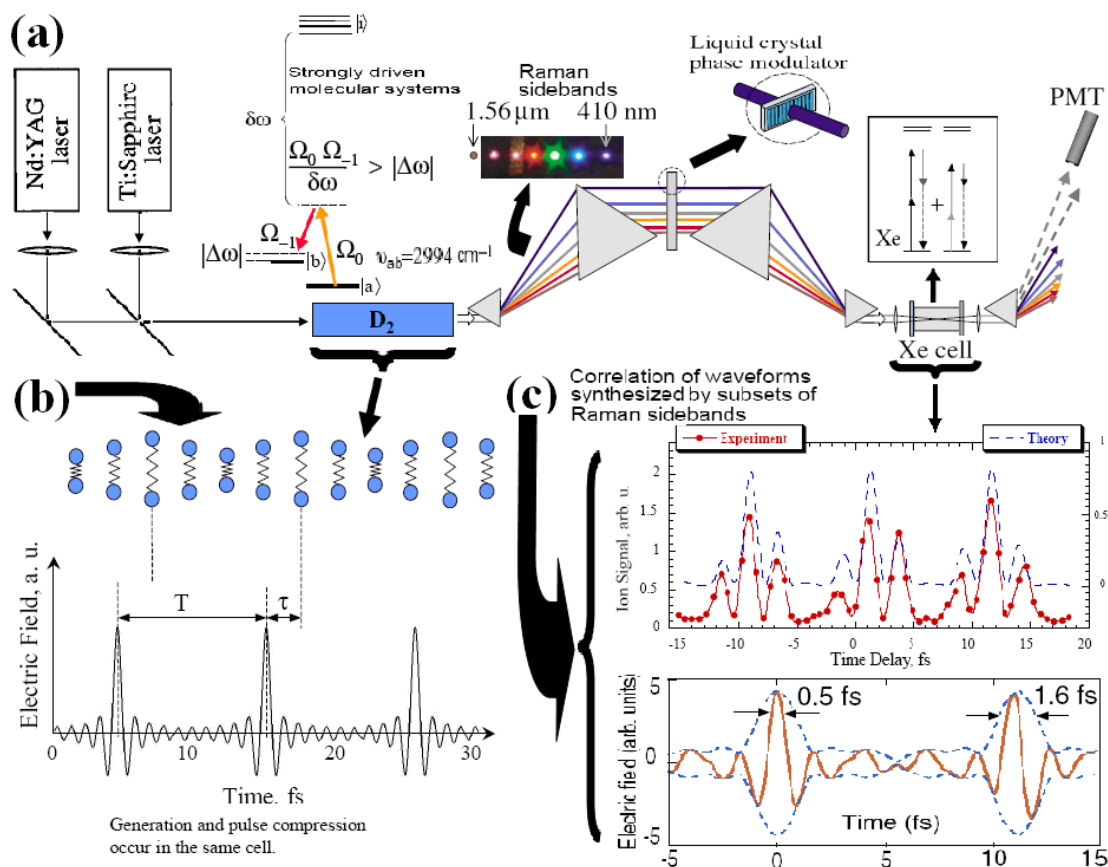 (a)
Nd:YAG
laser
Ti:Sapphire
laser
|i⟩
Strongly driven
molecular systems
δω
Ω₀ Ω₋₁
δω
> |Δω|
Ω₋₁
|Δω|
|b⟩
Ω₀
υab=2994 cm⁻¹
|a⟩
D₂
Raman
sidebands
1.56 μm
410 nm
Liquid crystal
phase modulator
PMT
Xe
+
Xe cell
(b)
T
τ
Electric Field, a. u.
0
10
20
30
Time, fs
Generation and pulse compression
occur in the same cell.
(c)
Correlation of waveforms
synthesized by subsets of
Raman sidebands
Experiment
Theory
Ion Signal, arb. u.
2
1.5
1
0.5
0
1
0.5
0
-15 -10 -5 0 5 10 15 20
Time Delay, fs
Electric field (arb. units)
5
0
-5
0.5 fs
1.6 fs
Time (fs)
-5 0 5 10 15